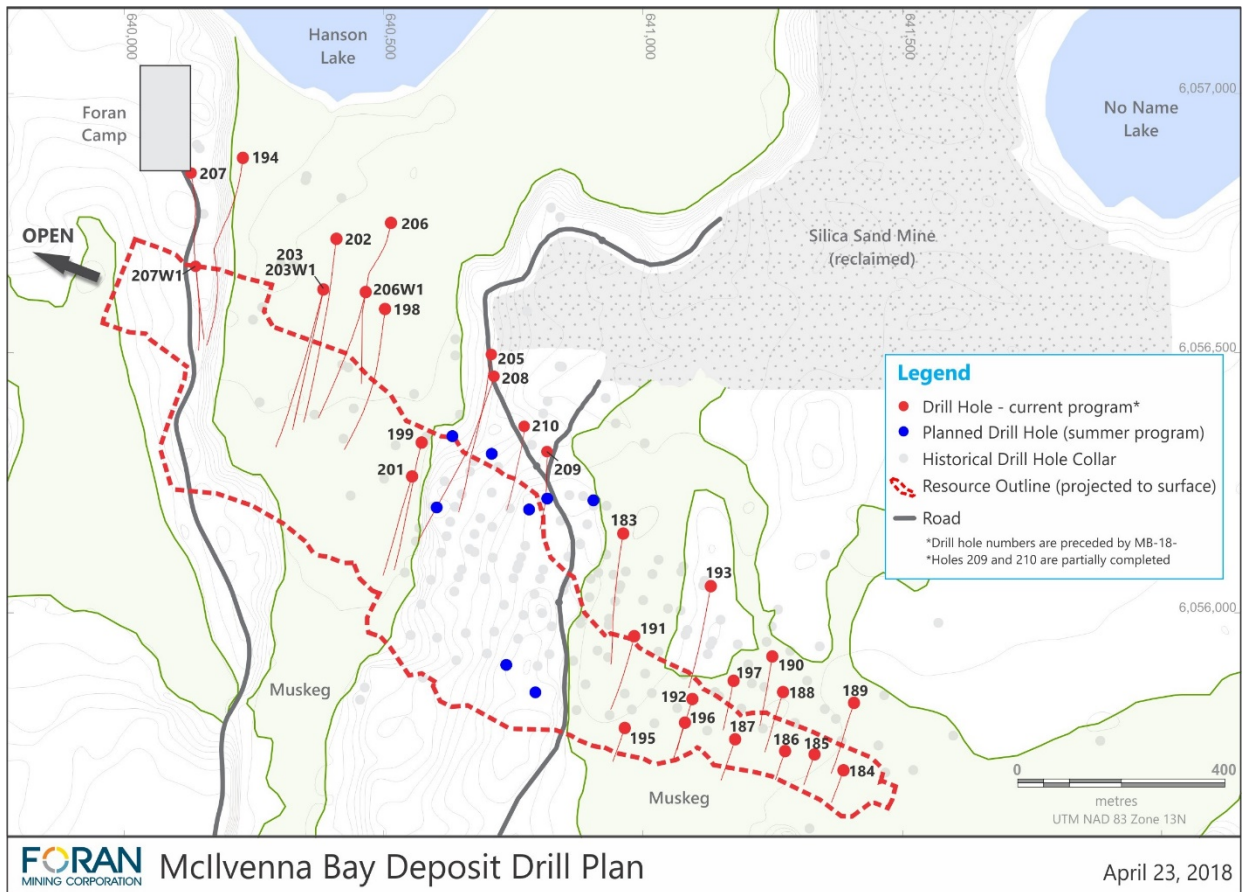 640,000
640,500
641,000
641,500
Hanson
Lake
6,057,000
No Name
Lake
Foran
Camp
207
194
206
OPEN
202
203
203W1
207W1
206W1
198
Silica Sand Mine
(reclaimed)
205
208
6,056,500
210
199
209
201
Legend
Drill Hole - current program*
Planned Drill Hole (summer program)
Historical Drill Hole Collar
Resource Outline (projected to surface)
Road
*Drill hole numbers are preceded by MB-18-
*Holes 209 and 210 are partially completed
183
193
6,056,000
191
190
197
192
188
189
196
195
187
186
185
184
Muskeg
Muskeg
0 400
metres
UTM NAD 83 Zone 13N
FORAN
MINING CORPORATION
McIlvenna Bay Deposit Drill Plan
April 23, 2018